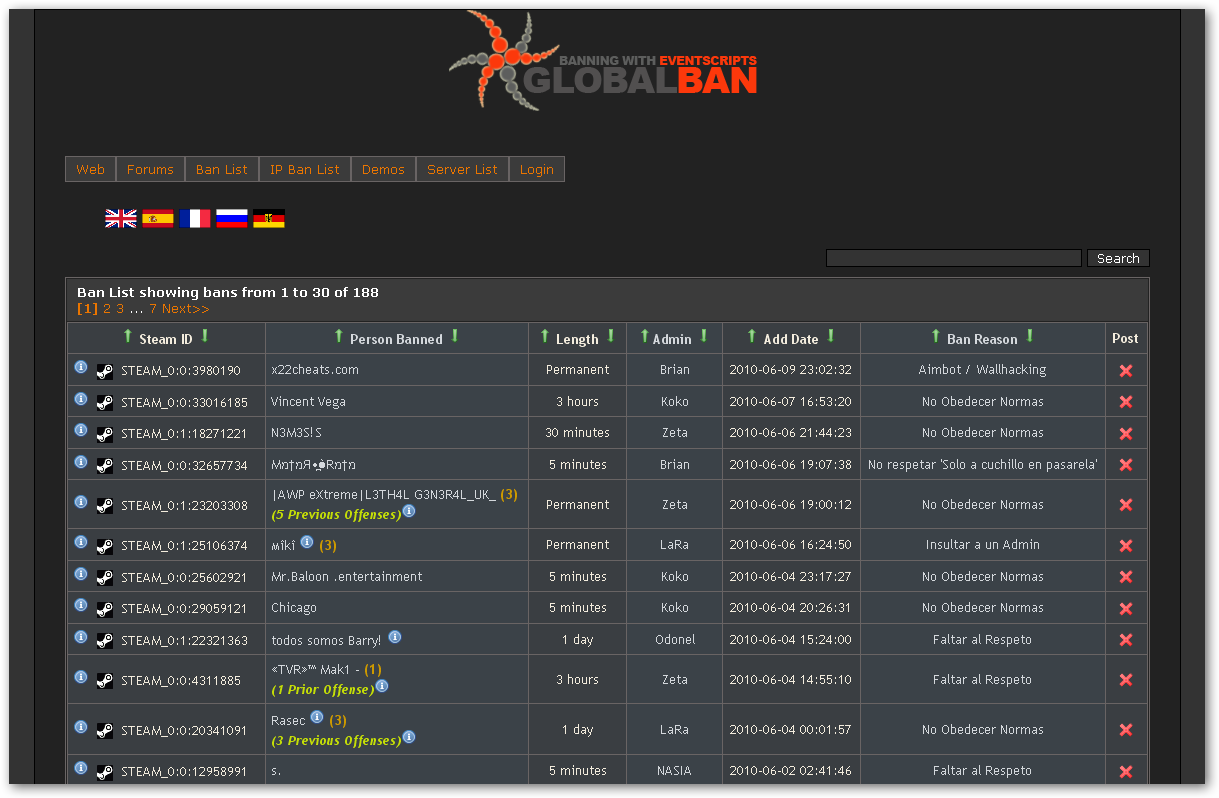 BANNING WITH EVENTSCRIPTS
GLOBALBAN
Web Forums Ban List IP Ban List Demos Server List Login
Search
Ban List showing bans from 1 to 30 of 188
[1] 2 3 ... 7 Next>>
Steam ID Person Banned Length Admin Add Date Ban Reason Post
STEAM_0:0:3980190 x22cheats.com Permanent Brian 2010-06-09 23:02:32 Aimbot / Wallhacking
STEAM_0:0:33016185 Vincent Vega 3 hours Koko 2010-06-07 16:53:20 No Obedecer Normas
STEAM_0:1:18271221 N3M3S!S 30 minutes Zeta 2010-06-06 21:44:23 No Obedecer Normas
STEAM_0:0:32657734 5 minutes Brian 2010-06-06 19:07:38 No respetar 'Solo a cuchillo en pasarela'
STEAM_0:1:23203308 |AWP eXtreme|L3TH4L G3N3R4L_UK_ (3) Permanent Zeta 2010-06-06 19:00:12 No Obedecer Normas
(5 Previous Offenses)
STEAM_0:1:25106374 мîkî (3) Permanent LaRa 2010-06-06 16:24:50 Insultar a un Admin
STEAM_0:0:25602921 Mr.Baloon .entertainment 5 minutes Koko 2010-06-04 23:17:27 No Obedecer Normas
STEAM_0:0:29059121 Chicago 5 minutes Koko 2010-06-04 20:26:31 No Obedecer Normas
STEAM_0:1:22321363 todos somos Barry! 1 day Odonel 2010-06-04 15:24:00 Faltar al Respeto
STEAM_0:0:4311885 «TVR»™ Mak1 - (1) 3 hours Zeta 2010-06-04 14:55:10 Faltar al Respeto
(1 Prior Offense)
STEAM_0:0:20341091 Rasec (3) 1 day LaRa 2010-06-04 00:01:57 No Obedecer Normas
(3 Previous Offenses)
STEAM_0:0:12958991 s. 5 minutes NASIA 2010-06-02 02:41:46 Faltar al Respeto